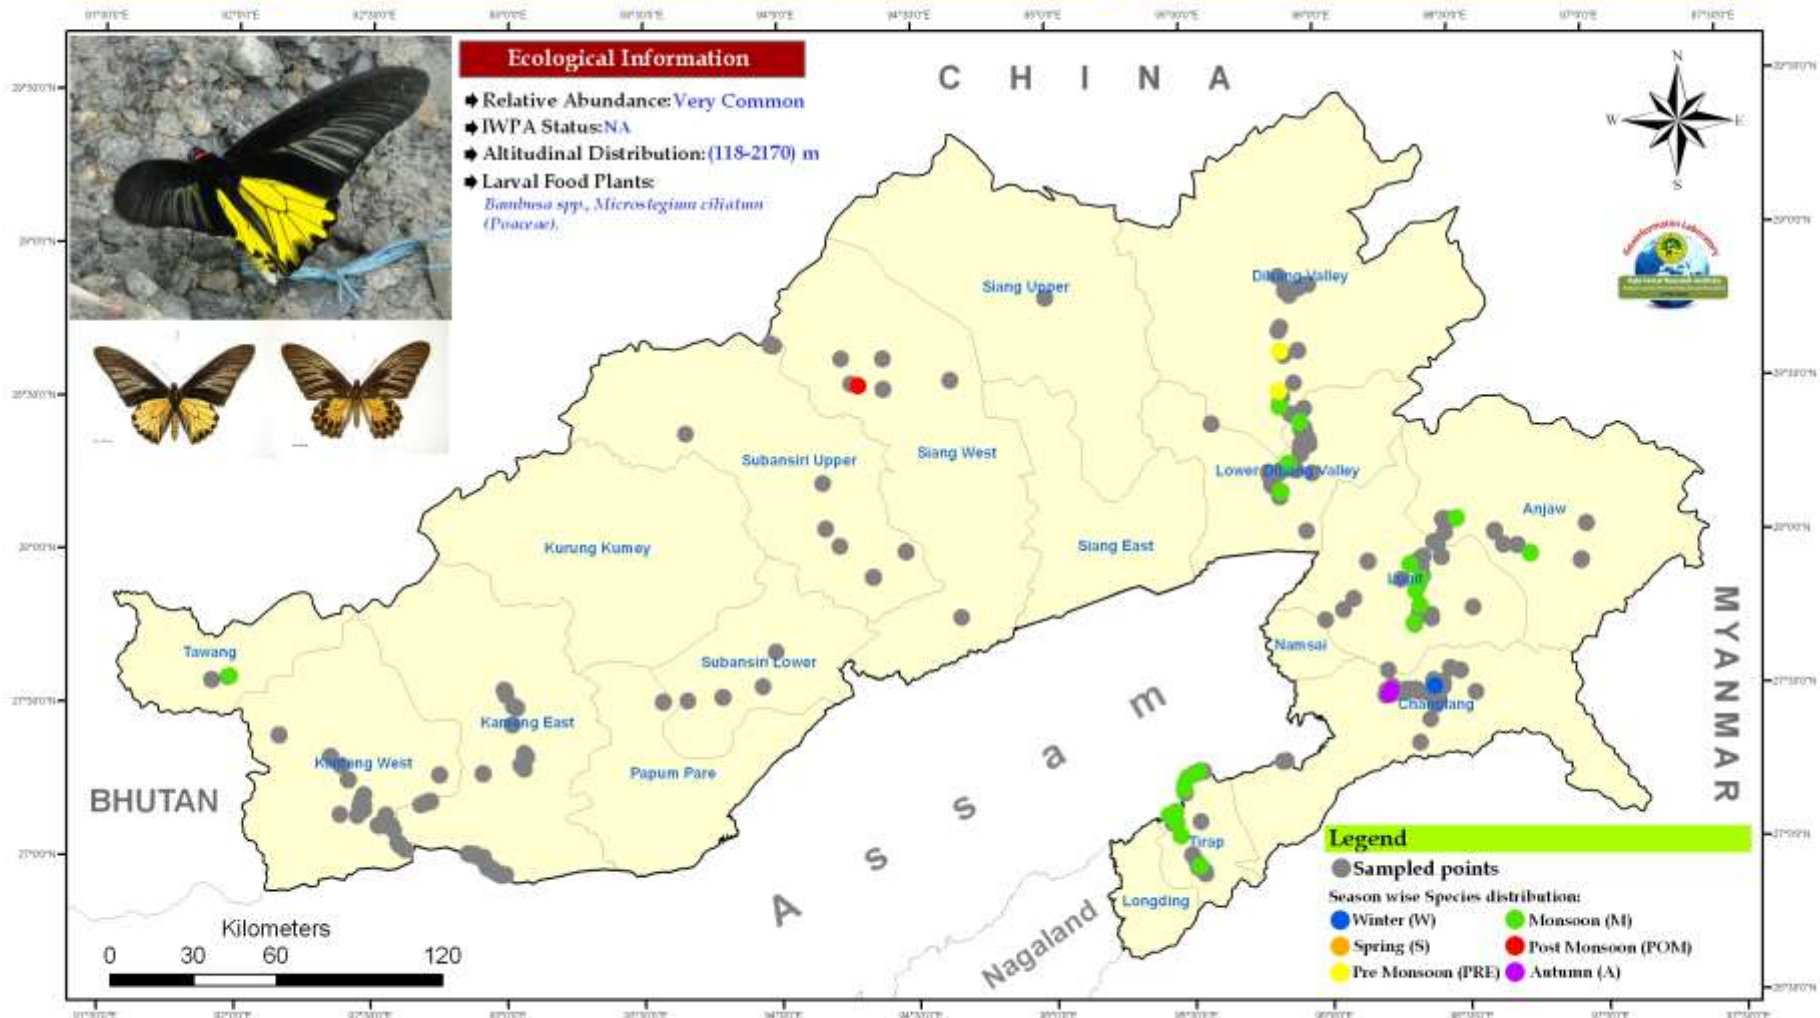 Ecological Information
Relative Abundance: Very Common
IWPA Status: NA
Altitudinal Distribution: (118-2170) m
Larval Food Plants:
Bambusa spp., Microstegium ciliatum
(Poaceae).
C H I N A
N
W E
S
Siang Upper
Dibang Valley
Subansiri Upper
Siang West
Lower Dibang Valley
Anjaw
Kurung Kumey
Siang East
Lohit
MYANMAR
Namsai
Tawang
Subansiri Lower
Changlang
Kameng East
Kameng West
Papum Pare
BHUTAN
Assam
Tirap
Longding
Nagaland
Legend
Sampled points
Season wise Species distribution:
Winter (W) Monsoon (M)
Spring (S) Post Monsoon (POM)
Pre Monsoon (PRE) Autumn (A)
Kilometers
0 30 60 120